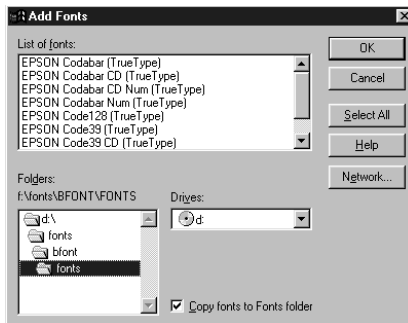 Add Fonts
List of fonts:
EPSON Codabar (TrueType)
EPSON Codabar CD (TrueType)
EPSON Codabar CD Num (TrueType)
EPSON Codabar Num (TrueType)
EPSON Code128 (TrueType)
EPSON Code39 (TrueType)
EPSON Code39 CD (TrueType)
OK
Cancel
Select All
Help
Network...
Folders:
f:\fonts\BFONT\FONTS
d:\
fonts
bfont
fonts
Drives:
d:
Copy fonts to Fonts folder